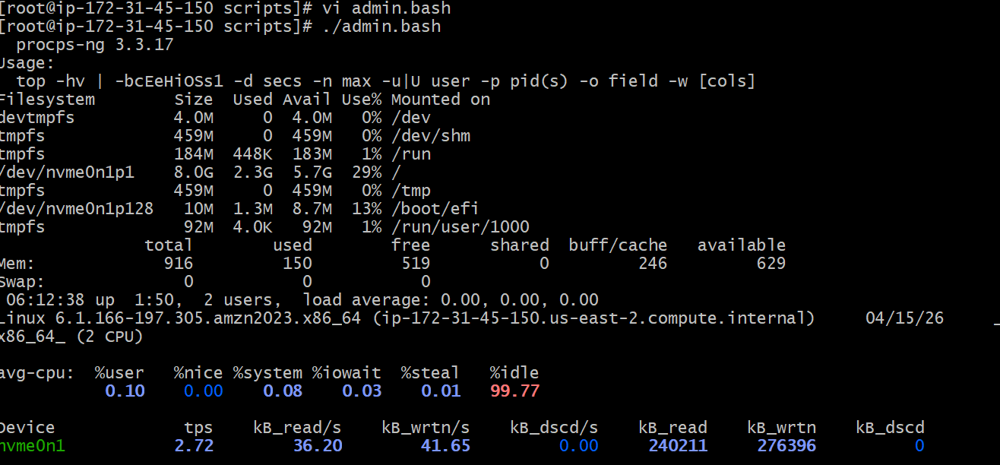 [root@ip-172-31-45-150 scripts]# vi admin.bash
[root@ip-172-31-45-150 scripts]# ./admin.bash
  procps-ng 3.3.17
Usage:
  top -hv | -bcEeHiOSs1 -d secs -n max -u|U user -p pid(s) -o field -w [cols]
Filesystem        Size  Used Avail Use% Mounted on
devtmpfs          4.0M     0  4.0M   0% /dev
tmpfs             459M     0  459M   0% /dev/shm
tmpfs             184M  448K  183M   1% /run
/dev/nvme0n1p1    8.0G  2.3G  5.7G  29% /
tmpfs             459M     0  459M   0% /tmp
/dev/nvme0n1p128   10M  1.3M  8.7M  13% /boot/efi
tmpfs              92M  4.0K   92M   1% /run/user/1000
               total        used        free      shared  buff/cache   available
Mem:             916         150         519           0         246         629
Swap:              0           0           0
 06:12:38 up  1:50,  2 users,  load average: 0.00, 0.00, 0.00
Linux 6.1.166-197.305.amzn2023.x86_64 (ip-172-31-45-150.us-east-2.compute.internal)     04/15/26     _
x86_64_ (2 CPU)
avg-cpu:  %user   %nice %system %iowait  %steal   %idle
           0.10    0.00    0.08    0.03    0.01   99.77
Device             tps    kB_read/s    kB_wrtn/s    kB_dscd/s    kB_read    kB_wrtn    kB_dscd
nvme0n1           2.72        36.20        41.65         0.00     240211     276396          0